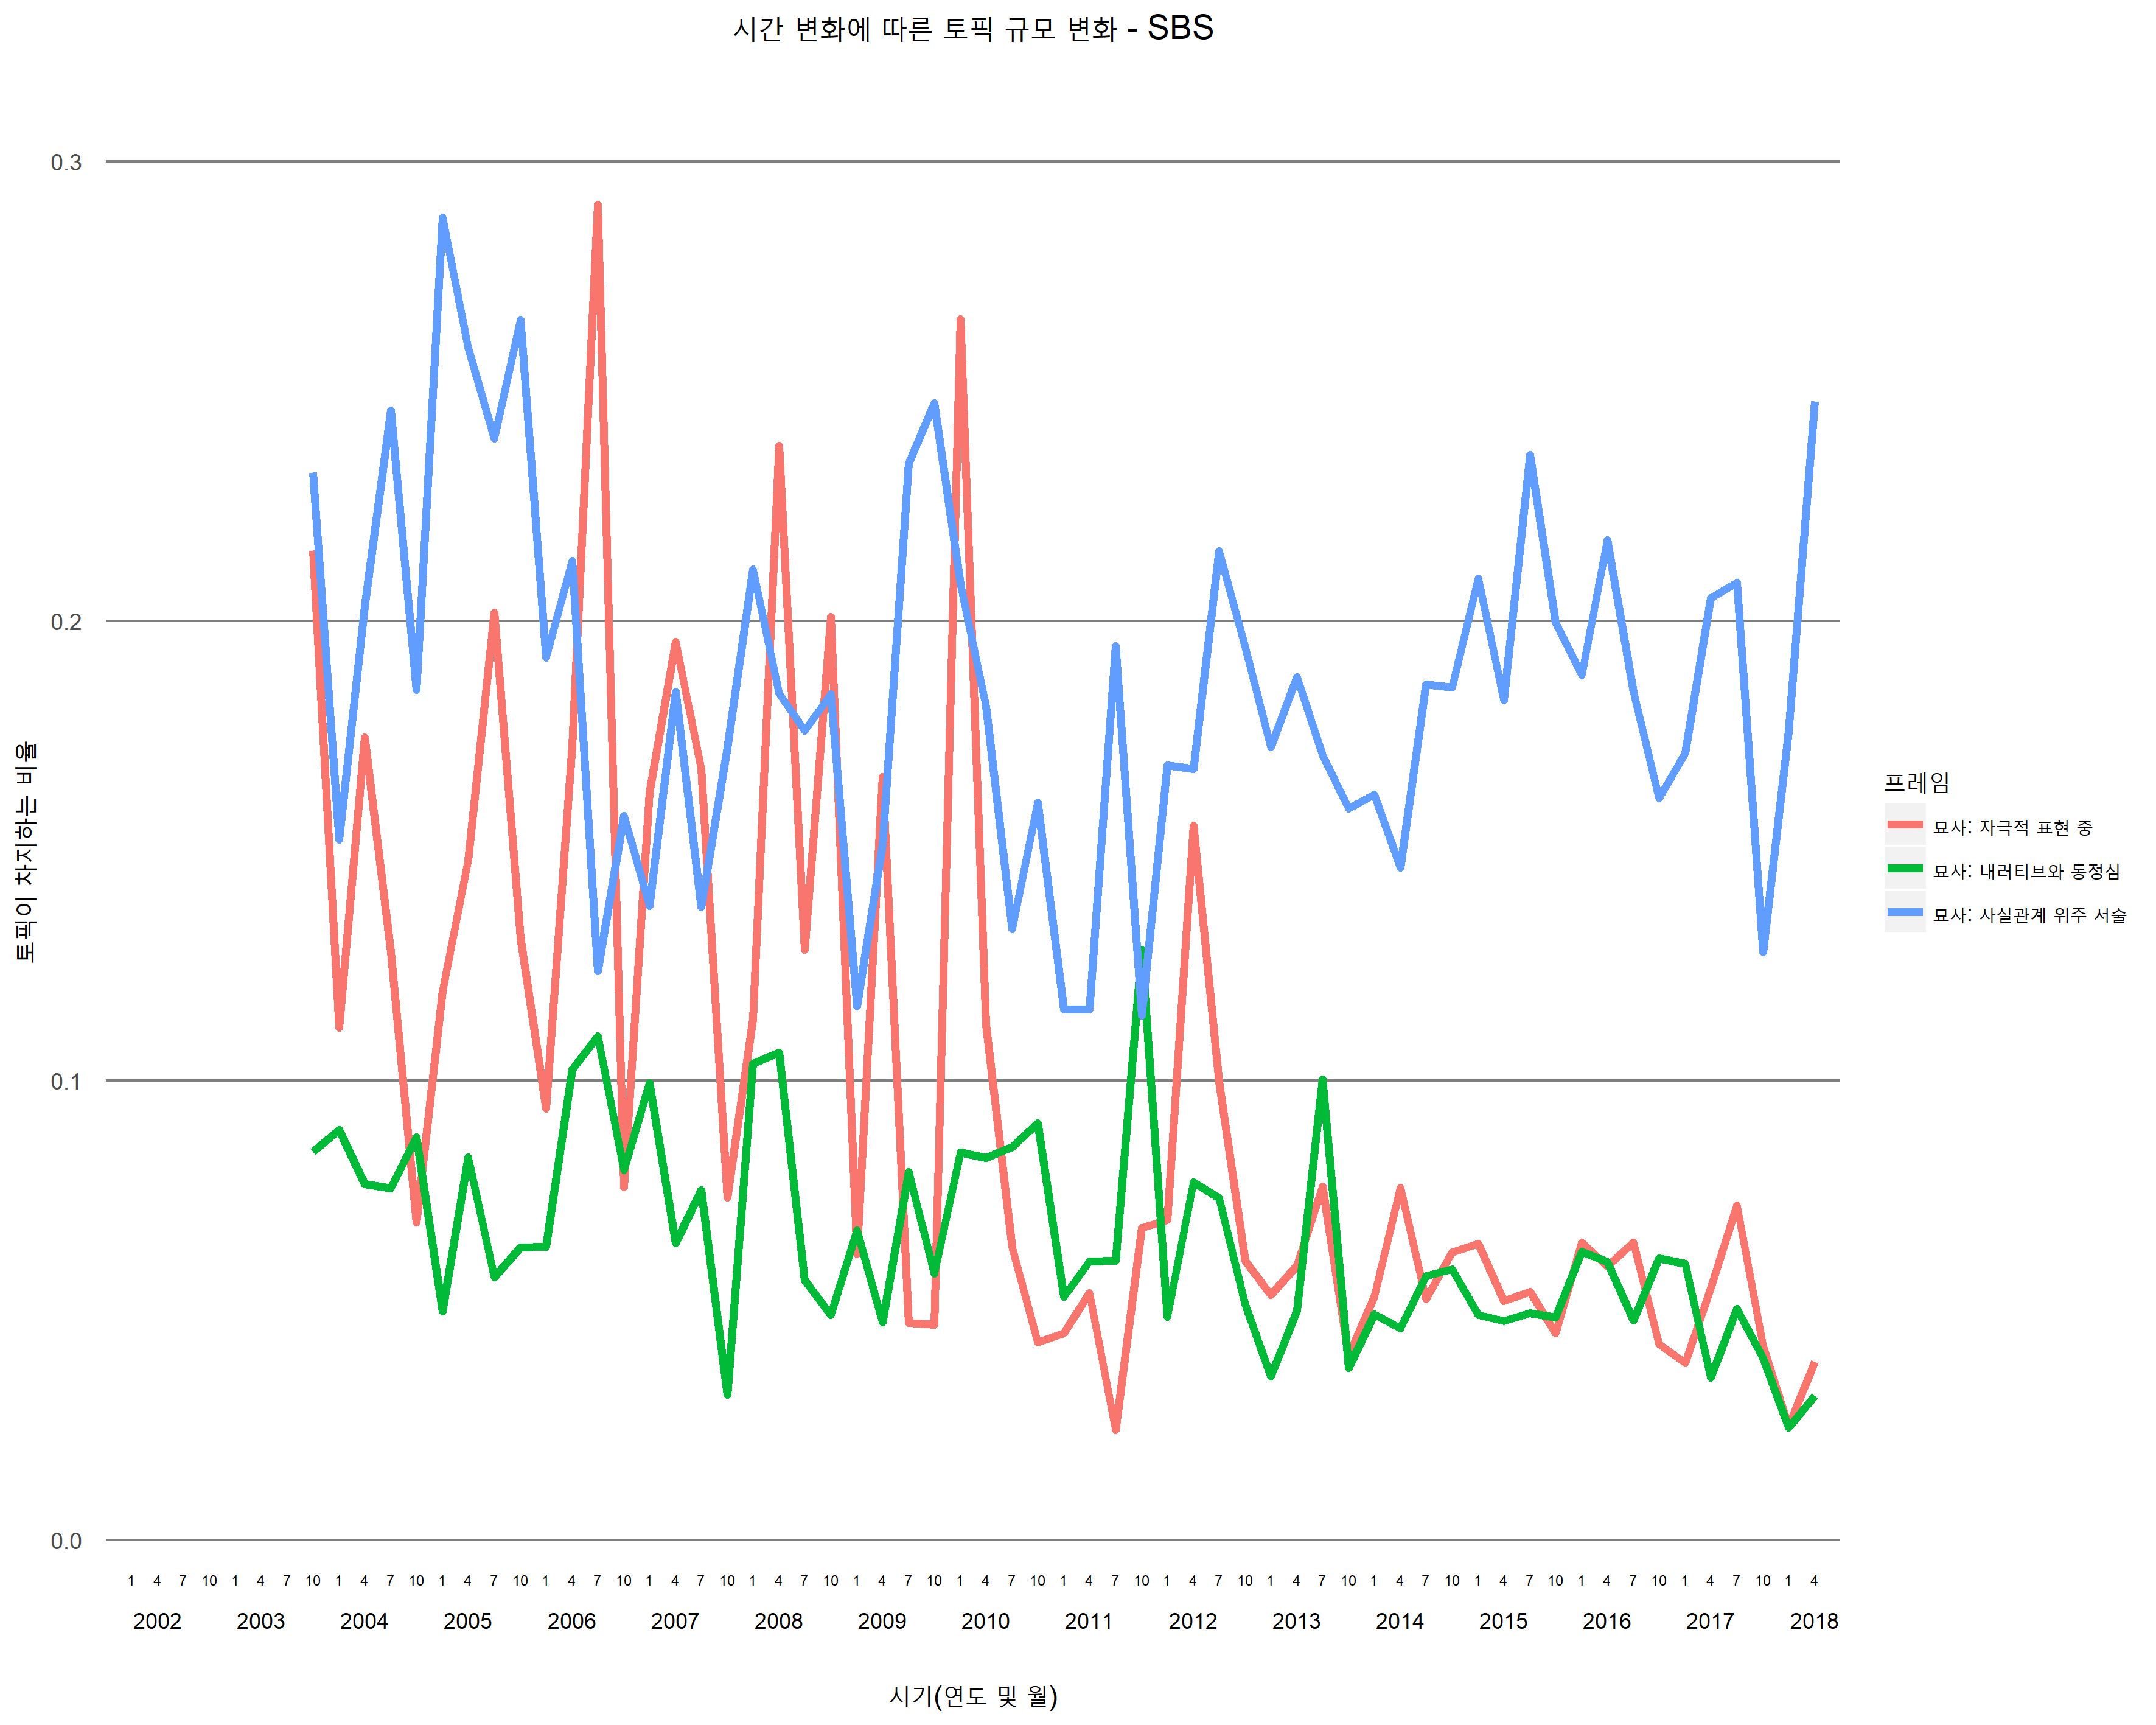 시간 변화에 따른 토픽 규모 변화 - SBS
0.3
0.2
0.1
0.0
토픽이 차지하는 비율
1 4 7 10 1 4 7 10 1 4 7 10 1 4 7 10 1 4 7 10 1 4 7 10 1 4 7 10 1 4 7 10 1 4 7 10 1 4 7 10 1 4 7 10 1 4 7 10 1 4 7 10 1 4 7 10 1 4 7 10 1 4 7 10 1 4
2002 2003 2004 2005 2006 2007 2008 2009 2010 2011 2012 2013 2014 2015 2016 2017 2018
시기(연도 및 월)
프레임
묘사: 자극적 표현 중
묘사: 내러티브와 동정심
묘사: 사실관계 위주 서술